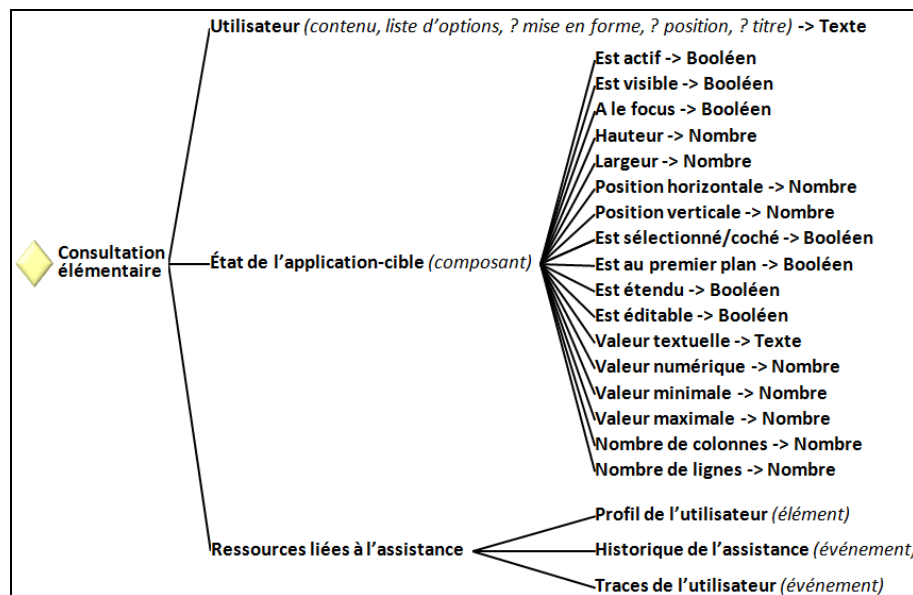 Utilisateur (contenu, liste d’options, ? mise en forme, ? position, ? titre) -> Texte
Est actif -> Booléen
Est visible -> Booléen
A le focus -> Booléen
Hauteur -> Nombre
Largeur -> Nombre
Position horizontale -> Nombre
Position verticale -> Nombre
Est sélectionné/coché -> Booléen
Consultation
élémentaire
État de l’application-cible (composant)
Est au premier plan -> Booléen
Est étendu -> Booléen
Est éditable -> Booléen
Valeur textuelle -> Texte
Valeur numérique -> Nombre
Valeur minimale -> Nombre
Valeur maximale -> Nombre
Nombre de colonnes -> Nombre
Nombre de lignes -> Nombre
Ressources liées à l’assistance
Profil de l’utilisateur (élément)
Historique de l’assistance (événement)
Traces de l’utilisateur (événement)